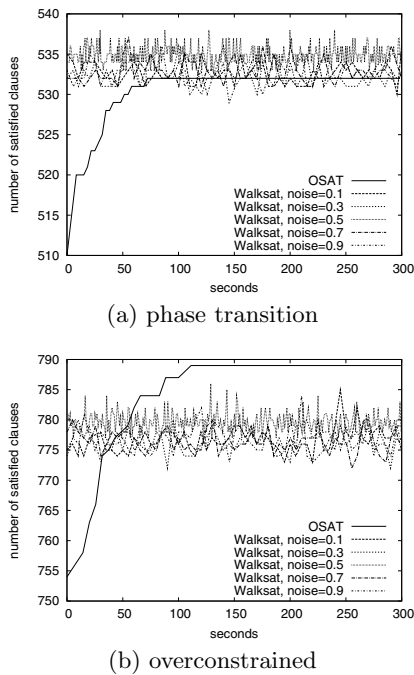 540
535
530
525
520
515
510
number of satisfied clauses
OSAT
Walksat, noise=0.1
Walksat, noise=0.3
Walksat, noise=0.5
Walksat, noise=0.7
Walksat, noise=0.9
0 50 100 150 200 250 300
seconds
(a) phase transition
790
785
780
775
770
765
760
755
750
number of satisfied clauses
OSAT
Walksat, noise=0.1
Walksat, noise=0.3
Walksat, noise=0.5
Walksat, noise=0.7
Walksat, noise=0.9
0 50 100 150 200 250 300
seconds
(b) overconstrained